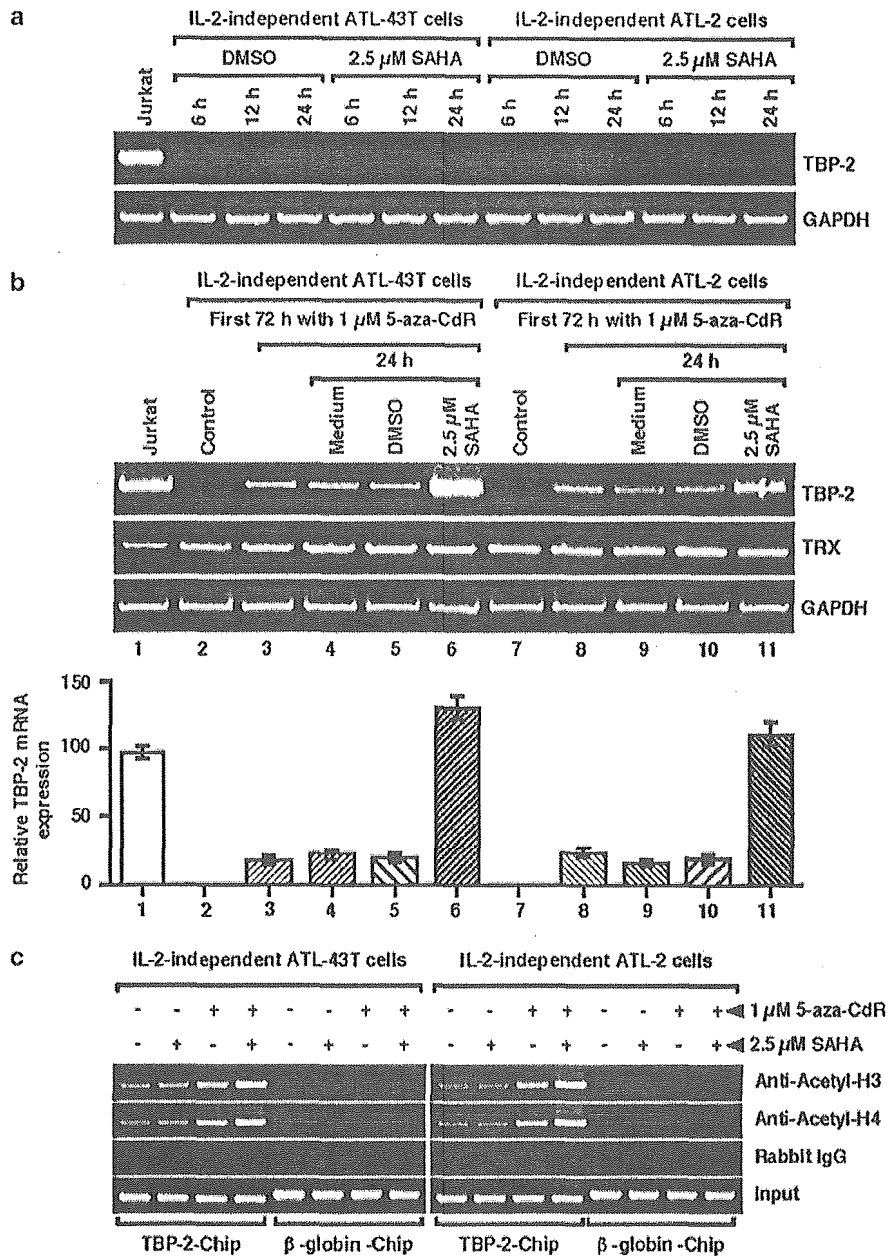 a
IL-2-independent ATL-43T cells IL-2-independent ATL-2 cells
DMSO 2.5 μM SAHA DMSO 2.5 μM SAHA
Jurkat 6 h 12 h 24 h 6 h 12 h 24 h 6 h 12 h 24 h 6 h 12 h 24 h
TBP-2
GAPDH
b
IL-2-independent ATL-43T cells IL-2-independent ATL-2 cells
First 72 h with 1 μM 5-aza-CdR First 72 h with 1 μM 5-aza-CdR
24 h 24 h
Jurkat Control Medium DMSO 2.5 μM SAHA Control Medium DMSO 2.5 μM SAHA
TBP-2
TRX
GAPDH
1 2 3 4 5 6 7 8 9 10 11
Relative TBP-2 mRNA
expression
150
100
50
0
1 2 3 4 5 6 7 8 9 10 11
c
IL-2-independent ATL-43T cells IL-2-independent ATL-2 cells
- - + + - - + + - - + + - - + + 1 μM 5-aza-CdR
- + - + - + - + - + - + - + - + 2.5 μM SAHA
Anti-Acetyl-H3
Anti-Acetyl-H4
Rabbit IgG
Input
TBP-2-Chip β-globin-Chip TBP-2-Chip β-globin-Chip